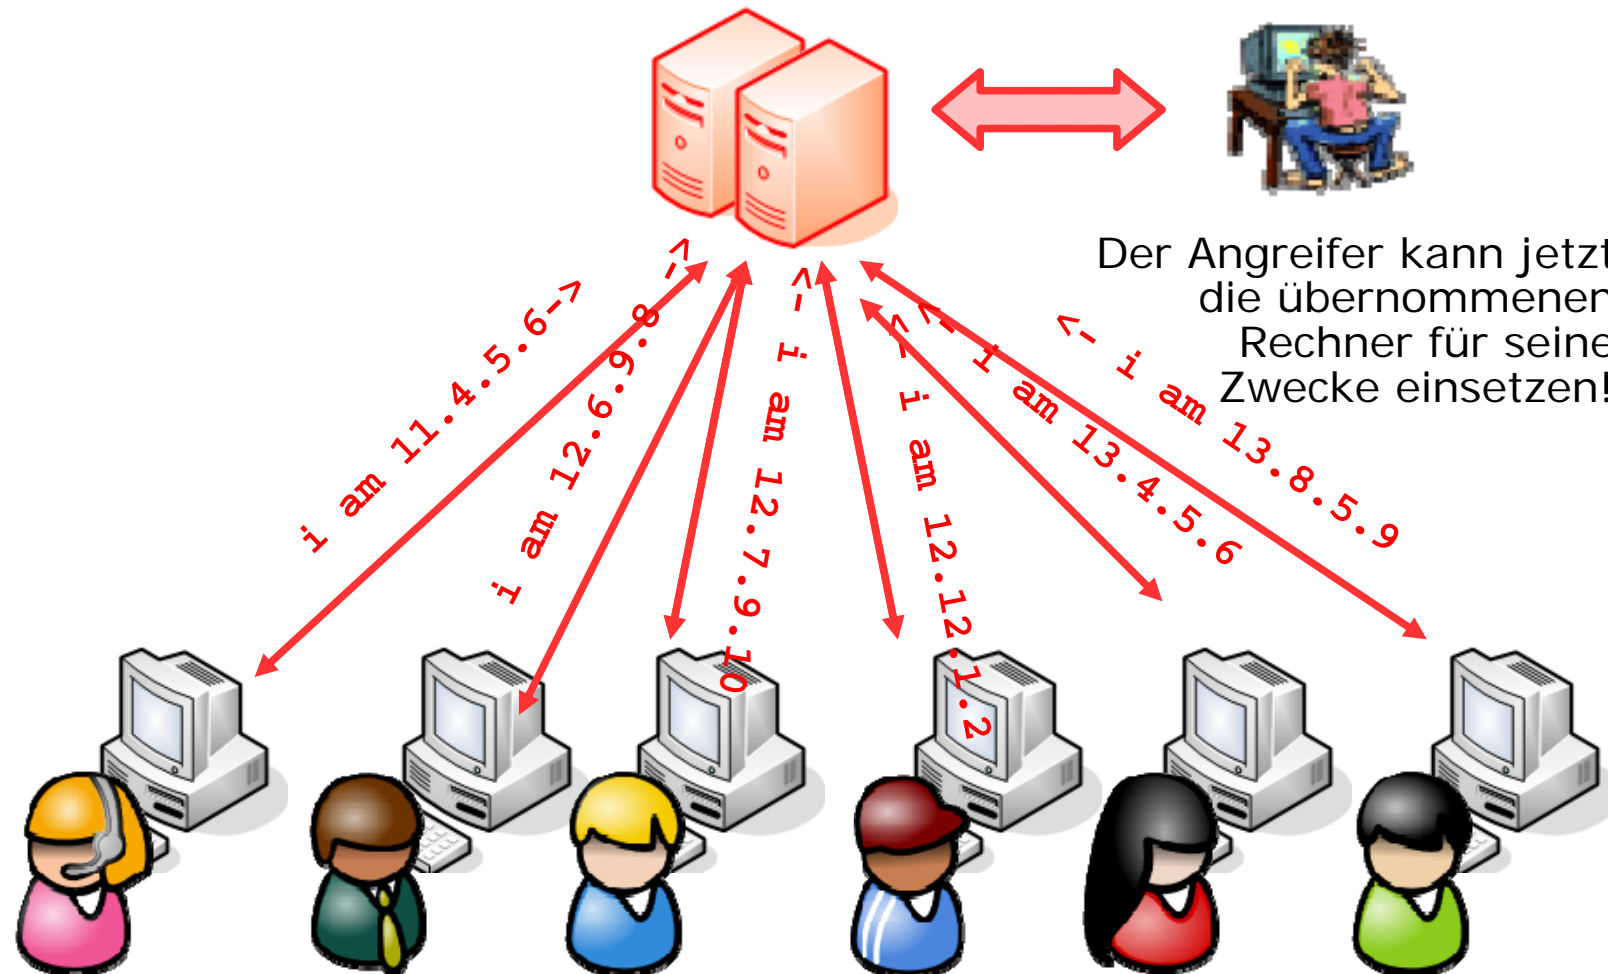 Der Angreifer kann jetzt
die übernommenen
Rechner für seine
Zwecke einsetzen!
i am 11.4.5.6->
i am 12.6.9.8 ->
<- i am 12.7.9.10
<- i am 12.12.1.2
<- i am 13.4.5.6
<- i am 13.8.5.9